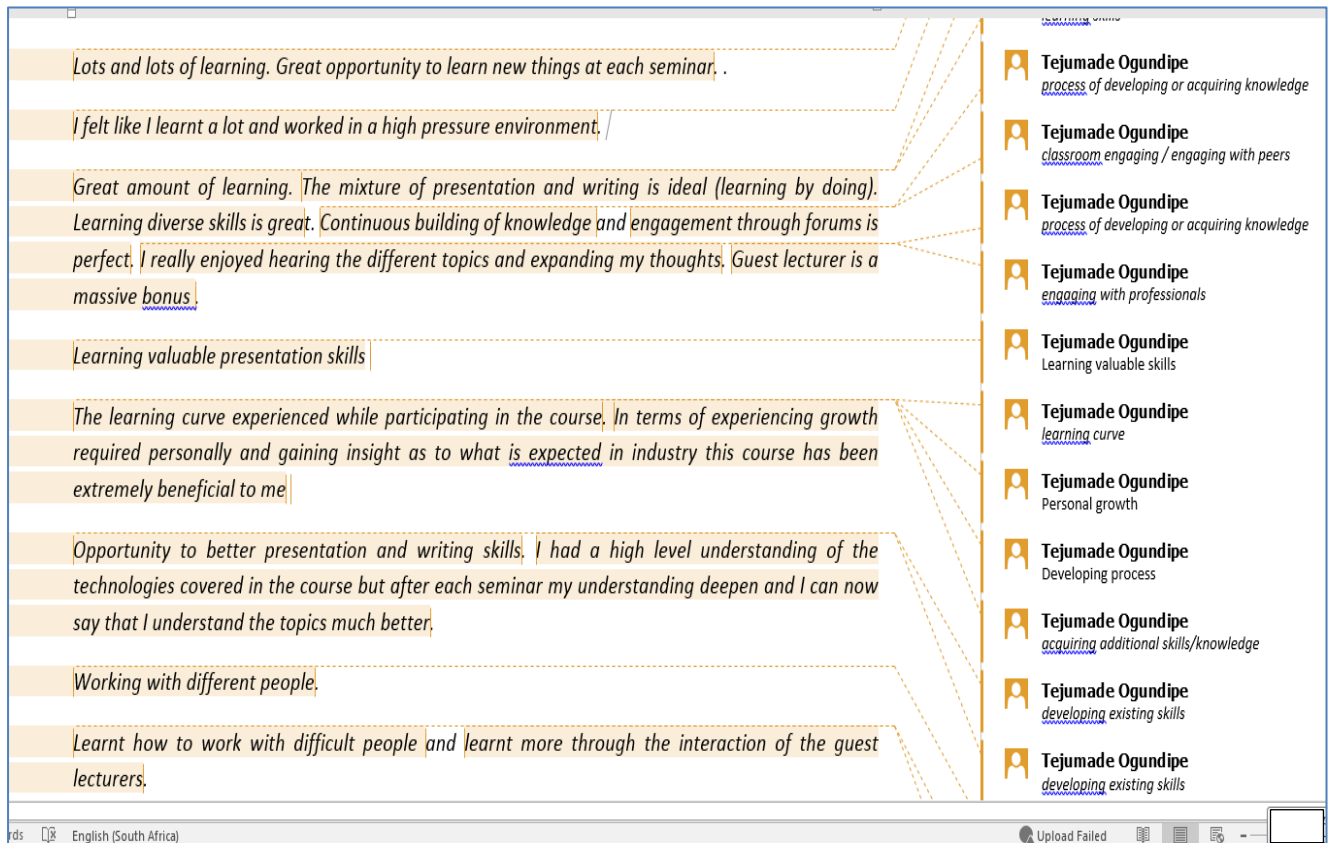 Lots and lots of learning. Great opportunity to learn new things at each seminar. .
I felt like I learnt a lot and worked in a high pressure environment. /
Great amount of learning. The mixture of presentation and writing is ideal (learning by doing).
Learning diverse skills is great. Continuous building of knowledge and engagement through forums is
perfect. I really enjoyed hearing the different topics and expanding my thoughts. Guest lecturer is a
massive bonus .
Learning valuable presentation skills
The learning curve experienced while participating in the course. In terms of experiencing growth
required personally and gaining insight as to what is expected in industry this course has been
extremely beneficial to me
Opportunity to better presentation and writing skills. I had a high level understanding of the
technologies covered in the course but after each seminar my understanding deepen and I can now
say that I understand the topics much better.
Working with different people.
Learnt how to work with difficult people and learnt more through the interaction of the guest
lecturers.
learning skills
Tejumade Ogundipe
process of developing or acquiring knowledge
Tejumade Ogundipe
classroom engaging / engaging with peers
Tejumade Ogundipe
process of developing or acquiring knowledge
Tejumade Ogundipe
engaging with professionals
Tejumade Ogundipe
Learning valuable skills
Tejumade Ogundipe
learning curve
Tejumade Ogundipe
Personal growth
Tejumade Ogundipe
Developing process
Tejumade Ogundipe
acquiring additional skills/knowledge
Tejumade Ogundipe
developing existing skills
Tejumade Ogundipe
developing existing skills
rds English (South Africa) Upload Failed